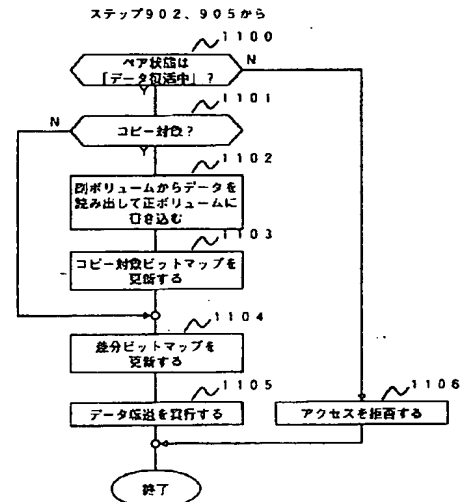 ステップ902、905から
1100
ペア状態は
「データ復活中」?
N
Y
1101
N
コピー対象?
Y
1102
副ボリュームからデータを
読み出して正ボリュームに
書き込む
1103
コピー対象ビットマップを
更新する
1104
差分ビットマップを
更新する
1105
データ転送を実行する
1106
アクセスを拒否する
終了